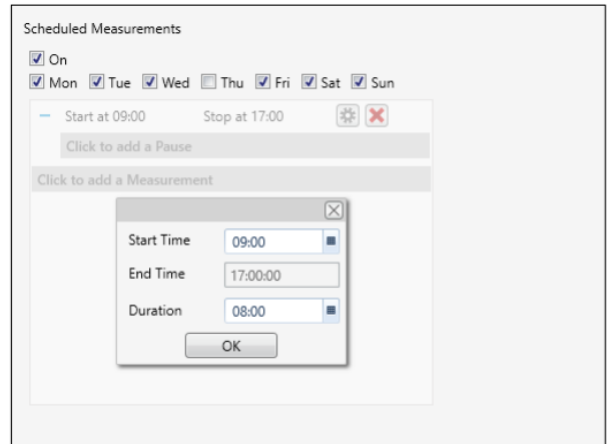 Scheduled Measurements
On
Mon Tue Wed Thu Fri Sat Sun
Start at 09:00 Stop at 17:00
Click to add a Pause
Click to add a Measurement
Start Time 09:00
End Time 17:00:00
Duration 08:00
OK